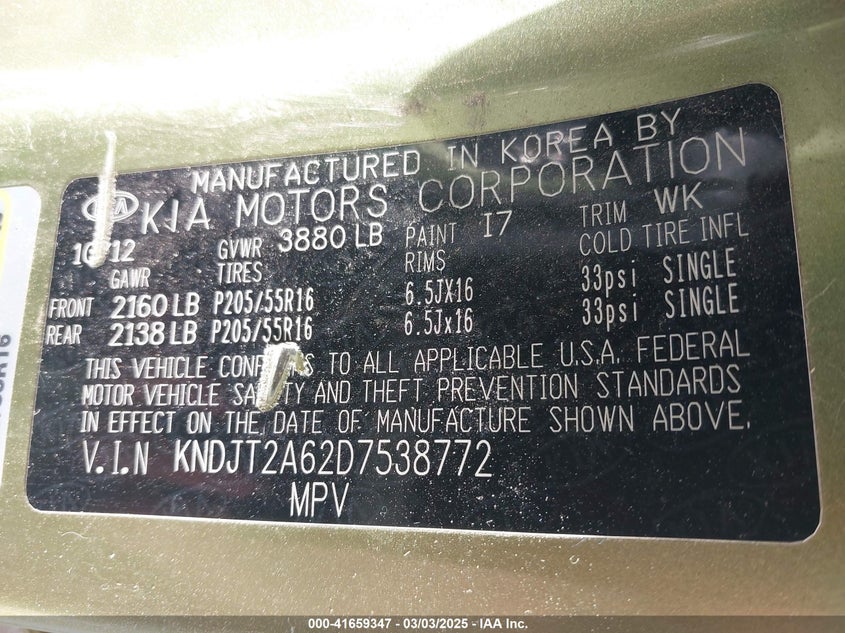 MANUFACTURED IN KOREA BY
KIA KIA MOTORS CORPORATION
GVWR 3880 LB PAINT I7 TRIM WK
GAWR TIRES RIMS COLD TIRE INFL
FRONT 2160 LB P205/55R16 6.5JX16 33psi SINGLE
REAR 2138 LB P205/55R16 6.5Jx16 33psi SINGLE
THIS VEHICLE TO ALL APPLICABLE U.S.A. FEDERAL
MOTOR VEHICLE AND THEFT PREVENTION STANDARDS
IN EFFECT ON THE DATE OF MANUFACTURE SHOWN ABOVE.
V.I.N KNDJT2A62D7538772
MPV
000-41659347 - 03/03/2025 - IAA Inc.